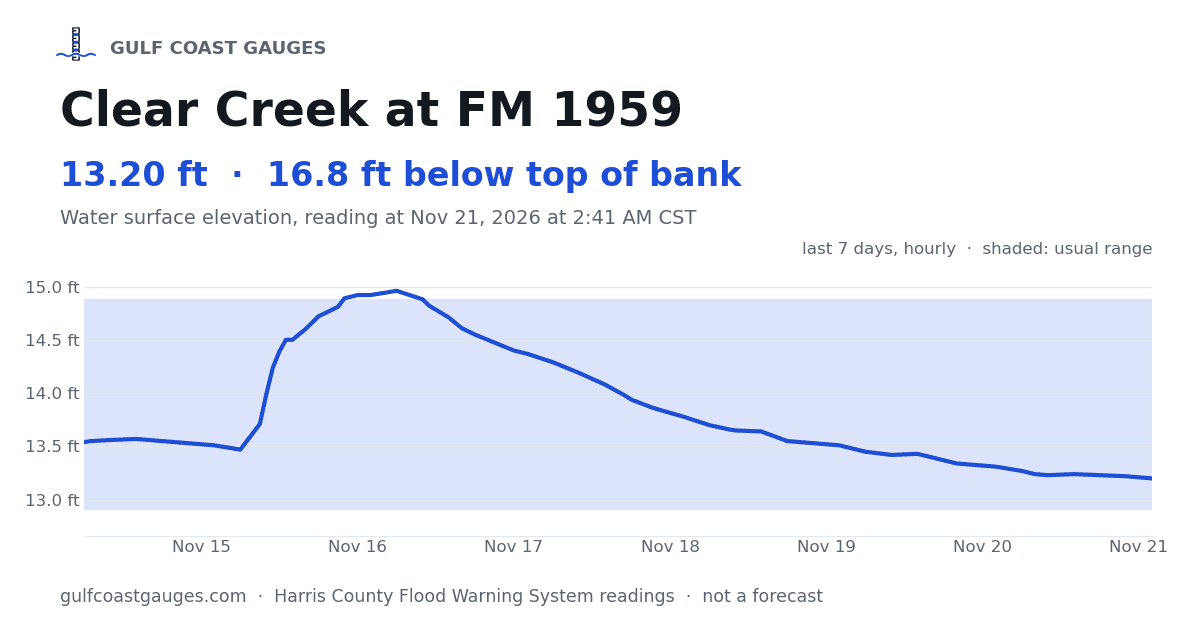 GULF COAST GAUGES
Clear Creek at FM 1959
13.20 ft · 16.8 ft below top of bank
Water surface elevation, reading at Nov 21, 2026 at 2:41 AM CST
last 7 days, hourly · shaded: usual range
15.0 ft
14.5 ft
14.0 ft
13.5 ft
13.0 ft
Nov 15 Nov 16 Nov 17 Nov 18 Nov 19 Nov 20 Nov 21
gulfcoastgauges.com · Harris County Flood Warning System readings · not a forecast